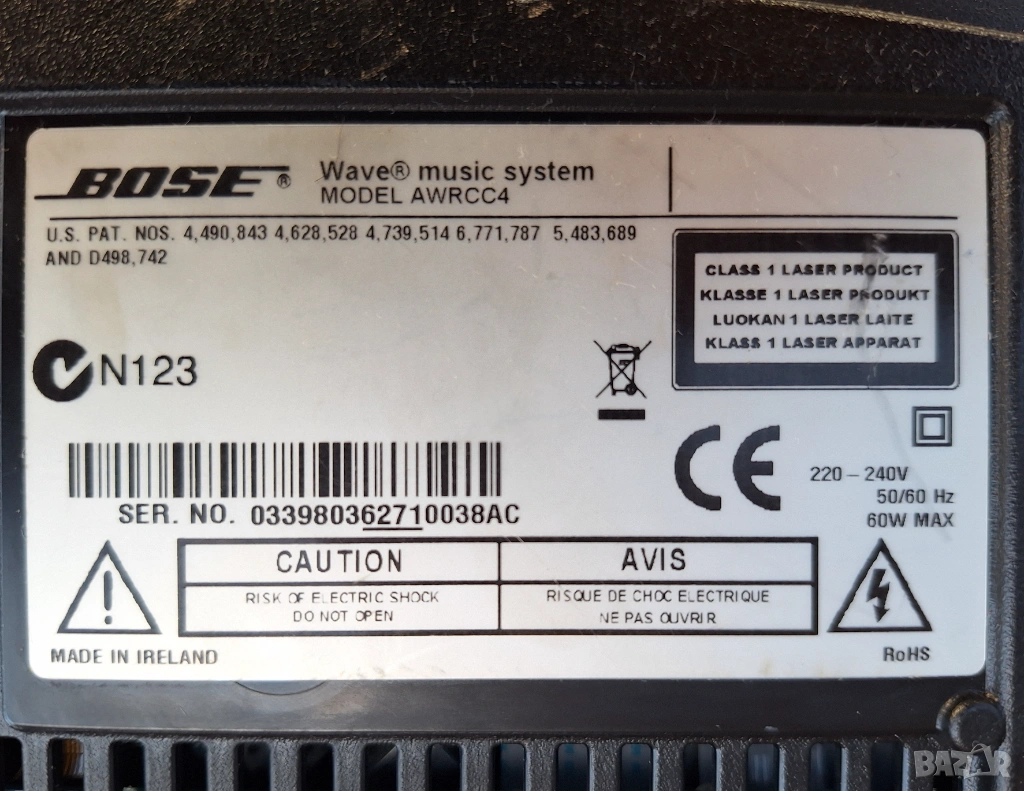 BOSE®
Wave® music system
MODEL AWRCC4
U.S. PAT. NOS. 4,490,843 4,628,528 4,739,514 6,771,787 5,483,689
AND D498,742
CLASS 1 LASER PRODUCT
KLASSE 1 LASER PRODUKT
LUOKAN 1 LASER LAITE
KLASS 1 LASER APPARAT
N123
CE
220 – 240V
50/60 Hz
60W MAX
SER. NO. 033980362710038AC
CAUTION
RISK OF ELECTRIC SHOCK
DO NOT OPEN
AVIS
RISQUE DE CHOC ELECTRIQUE
NE PAS OUVRIR
MADE IN IRELAND
RoHS
BAZAR